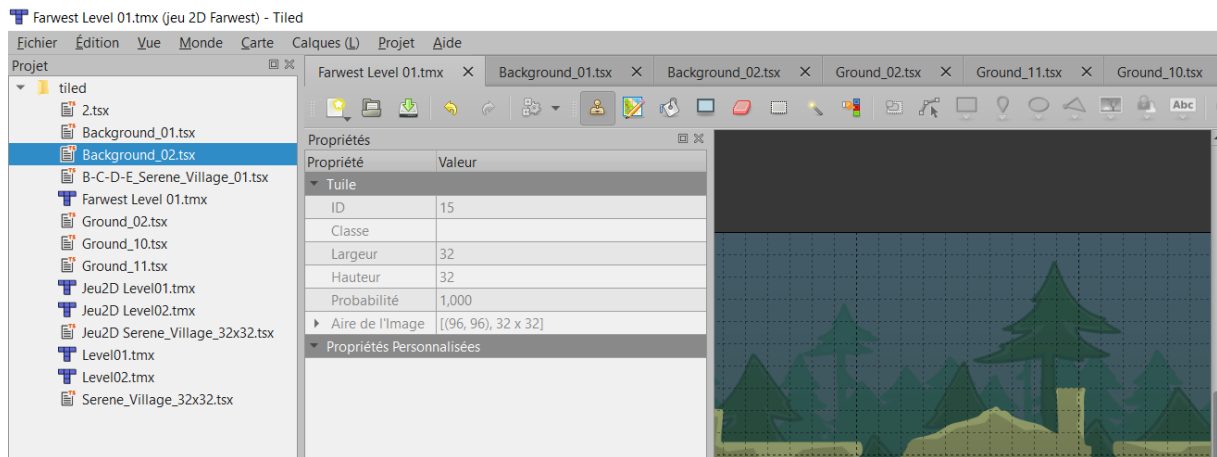 Farwest Level 01.tmx (jeu 2D Farwest) - Tiled
Fichier Édition Vue Monde Carte Calques (L) Projet Aide
Projet
tiled
2.tsx
Background_01.tsx
Background_02.tsx
B-C-D-E_Serene_Village_01.tsx
Farwest Level 01.tmx
Ground_02.tsx
Ground_10.tsx
Ground_11.tsx
Jeu2D Level01.tmx
Jeu2D Level02.tmx
Jeu2D Serene_Village_32x32.tsx
Level01.tmx
Level02.tmx
Serene_Village_32x32.tsx
Farwest Level 01.tmx Background_01.tsx Background_02.tsx Ground_02.tsx Ground_11.tsx Ground_10.tsx
Abc
Propriétés
Propriété Valeur
Tuile
ID 15
Classe
Largeur 32
Hauteur 32
Probabilité 1,000
Aire de l'Image [(96, 96), 32 x 32]
Propriétés Personnalisées